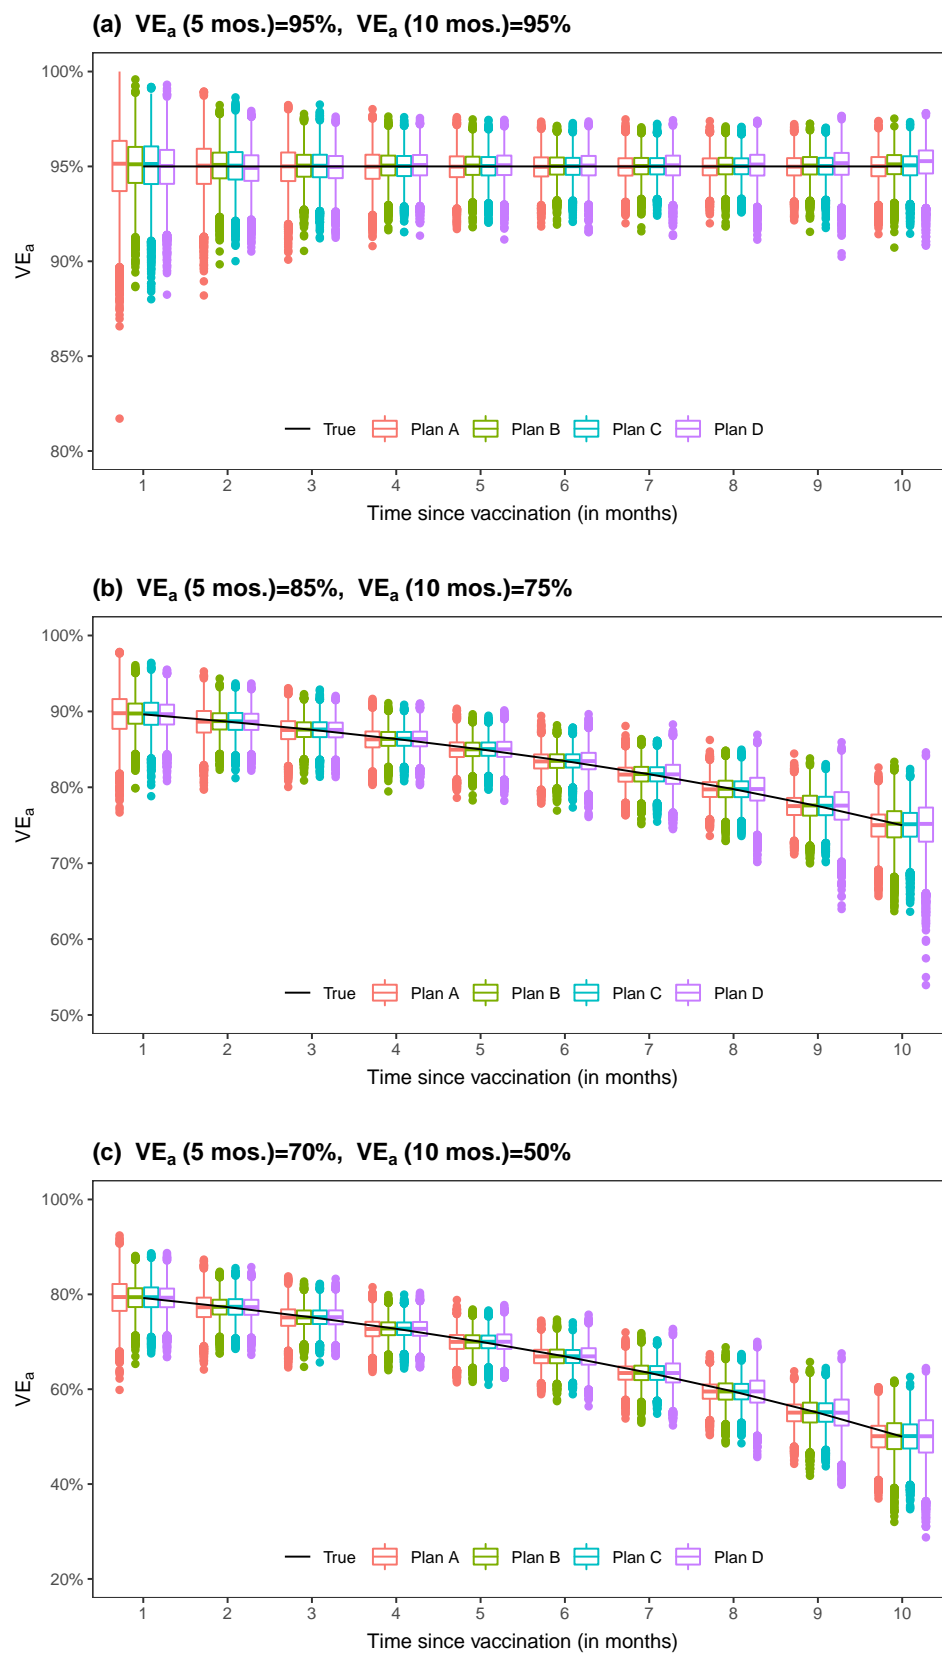 (a) VEa (5 mos.)=95%, VEa (10 mos.)=95%
100%
95%
90%
85%
80%
VEa
True Plan A Plan B Plan C Plan D
1 2 3 4 5 6 7 8 9 10
Time since vaccination (in months)
(b) VEa (5 mos.)=85%, VEa (10 mos.)=75%
100%
90%
80%
70%
60%
50%
VEa
True Plan A Plan B Plan C Plan D
1 2 3 4 5 6 7 8 9 10
Time since vaccination (in months)
(c) VEa (5 mos.)=70%, VEa (10 mos.)=50%
100%
80%
60%
40%
20%
VEa
True Plan A Plan B Plan C Plan D
1 2 3 4 5 6 7 8 9 10
Time since vaccination (in months)